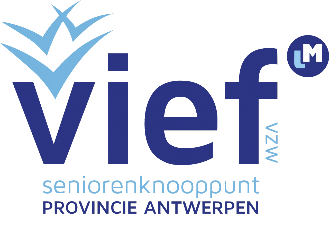 LM
vief
vzw
seniorenknooppunt
PROVINCIE ANTWERPEN